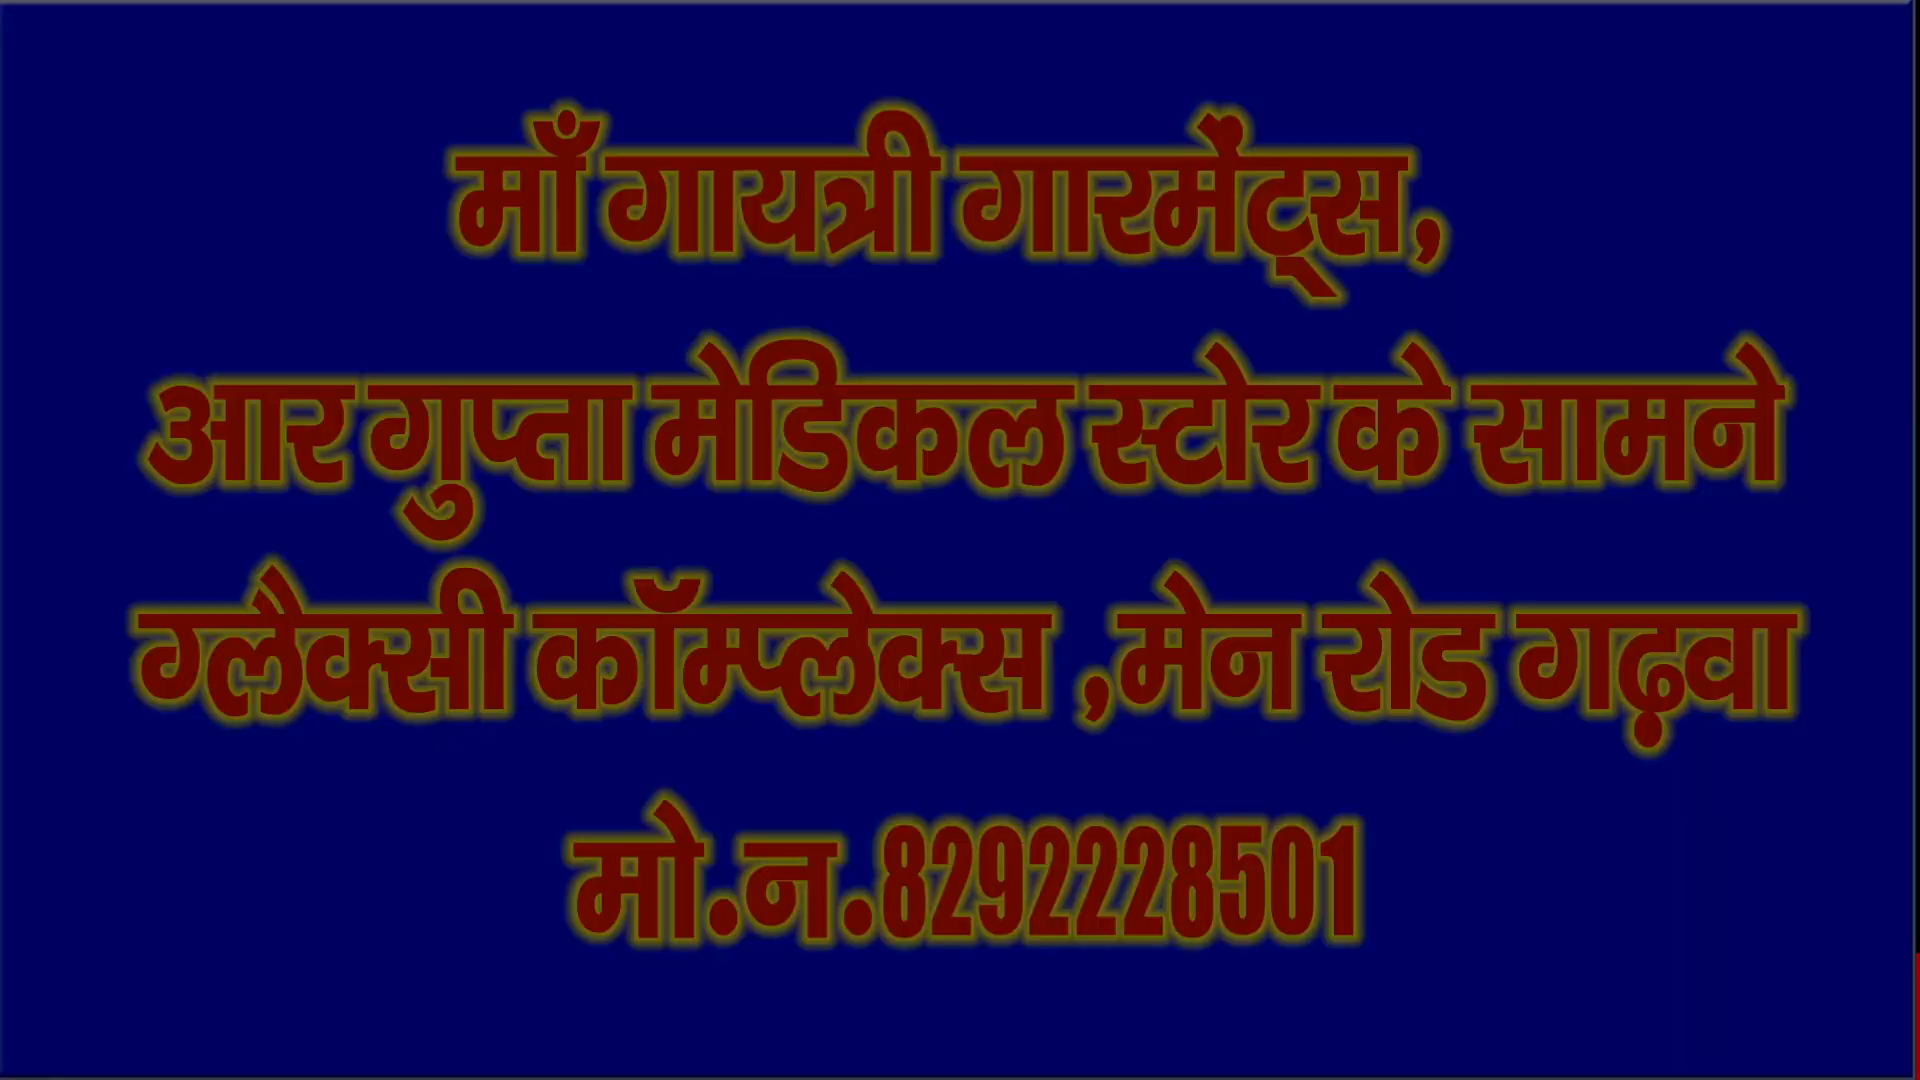 माँ गायत्री गारमेंट्स,
आर गुप्ता मेडिकल स्टोर के सामने
ग्लैक्सी कॉम्प्लेक्स ,मेन रोड गढ़वा
मो.न.8292228501